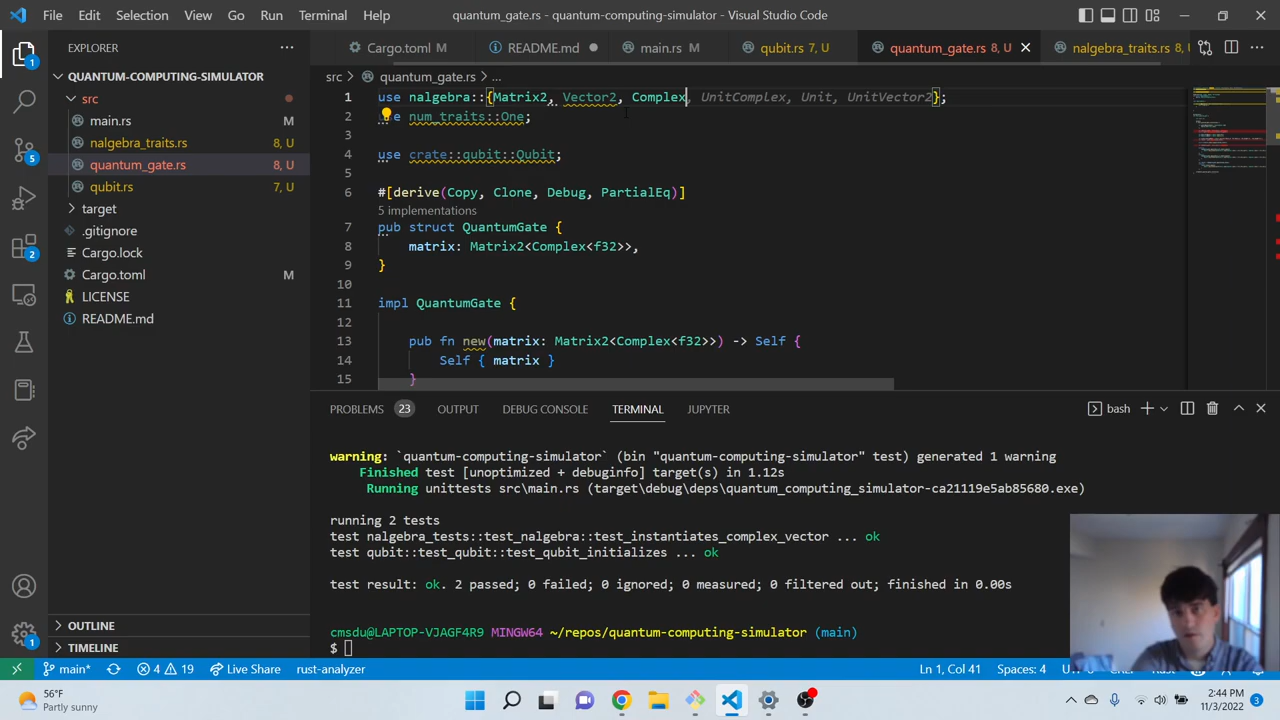 File Edit Selection View Go Run Terminal Help quantum_gate.rs - quantum-computing-simulator - Visual Studio Code
EXPLORER
Cargo.toml M README.md main.rs M qubit.rs 7, U quantum_gate.rs 8, U nalgebra_traits.rs 8, U
QUANTUM-COMPUTING-SIMULATOR
src
main.rs
nalgebra_traits.rs 8, U
quantum_gate.rs 8, U
qubit.rs 7, U
target
.gitignore
Cargo.lock
Cargo.toml M
LICENSE
README.md
OUTLINE
TIMELINE
src > quantum_gate.rs > ...
1 use nalgebra::{Matrix2, Vector2, Complex, UnitCompLex, Unit, UnitVector2};
2 num_traits::One;
3
4 use crate::qubit::Qubit;
5
6 #[derive(Copy, Clone, Debug, PartialEq)]
5 implementations
7 pub struct QuantumGate {
8 matrix: Matrix2<Complex<f32>>,
9 }
10
11 impl QuantumGate {
12
13 pub fn new(matrix: Matrix2<Complex<f32>>) -> Self {
14 Self { matrix }
15 }
PROBLEMS 23 OUTPUT DEBUG CONSOLE TERMINAL JUPYTER bash
warning: `quantum-computing-simulator` (bin "quantum-computing-simulator" test) generated 1 warning
Finished test [unoptimized + debuginfo] target(s) in 1.12s
Running unittests src\main.rs (target\debug\deps\quantum_computing_simulator-ca21119e5ab85680.exe)
running 2 tests
test nalgebra_tests::test_nalgebra::test_instantiates_complex_vector ... ok
test qubit::test_qubit::test_qubit_initializes ... ok
test result: ok. 2 passed; 0 failed; 0 ignored; 0 measured; 0 filtered out; finished in 0.00s
cmsdu@LAPTOP-VJAGF4R9 MINGW64 ~/repos/quantum-computing-simulator (main)
$
main* 4 19 Live Share rust-analyzer Ln 1, Col 41 Spaces: 4
56°F
Partly sunny
2:44 PM
11/3/2022